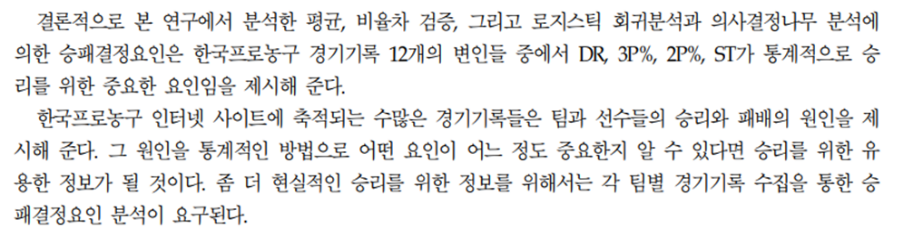 결론적으로 본 연구에서 분석한 평균, 비율차 검증, 그리고 로지스틱 회귀분석과 의사결정나무 분석에
의한 승패결정요인은 한국프로농구 경기기록 12개의 변인들 중에서 DR, 3P%, 2P%, ST가 통계적으로 승
리를 위한 중요한 요인임을 제시해 준다.
한국프로농구 인터넷 사이트에 축적되는 수많은 경기기록들은 팀과 선수들의 승리와 패배의 원인을 제
시해 준다. 그 원인을 통계적인 방법으로 어떤 요인이 어느 정도 중요한지 알 수 있다면 승리를 위한 유
용한 정보가 될 것이다. 좀 더 현실적인 승리를 위한 정보를 위해서는 각 팀별 경기기록 수집을 통한 승
패결정요인 분석이 요구된다.